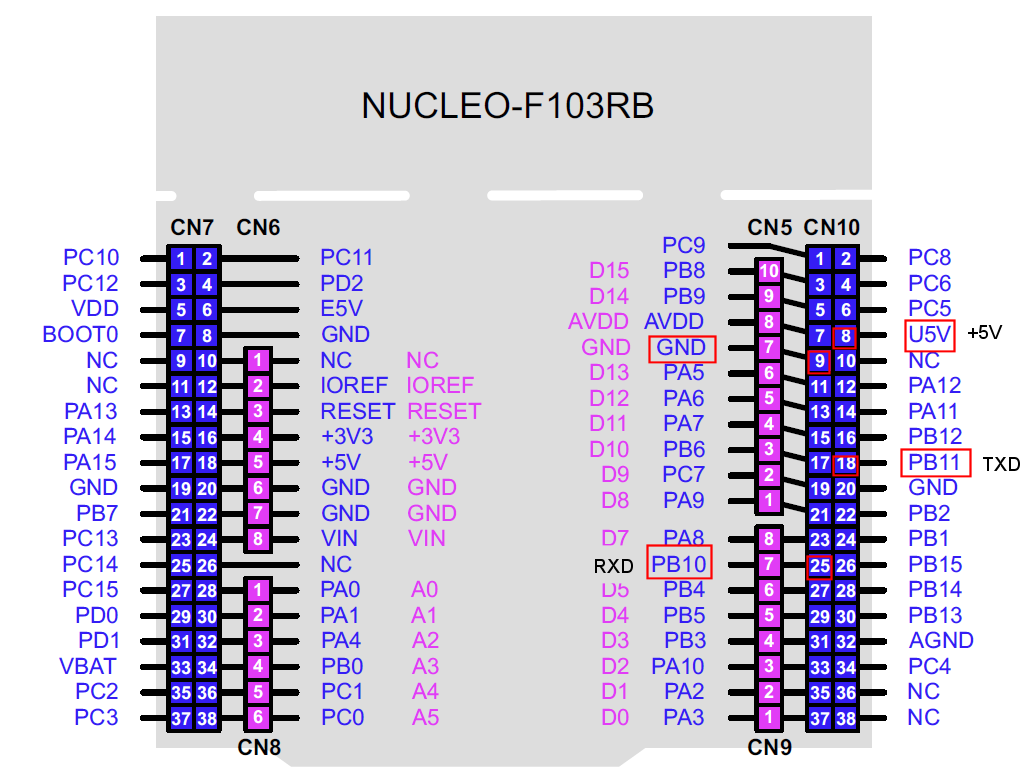 NUCLEO-F103RB
CN7 CN6 CN5 CN10
PC9
PC10 1 2 PC11 1 2 PC8
D15 PB8 10
PC12 3 4 PD2 3 4 PC6
D14 PB9 9
VDD 5 6 E5V 5 6 PC5
AVDD AVDD 8
BOOT0 7 8 GND 7 8 U5V +5V
GND GND 7
NC 9 10 1 NC NC 9 10 NC
D13 PA5 6
NC 11 12 2 IOREF IOREF 11 12 PA12
D12 PA6 5
PA13 13 14 3 RESET RESET 13 14 PA11
D11 PA7 4
PA14 15 16 4 +3V3 +3V3 15 16 PB12
D10 PB6 3
PA15 17 18 5 +5V +5V 17 18 PB11 TXD
D9 PC7 2
GND 19 20 6 GND GND 19 20 GND
D8 PA9 1
PB7 21 22 7 GND GND 21 22 PB2
PC13 23 24 8 VIN VIN D7 PA8 8 23 24 PB1
PC14 25 26 NC RXD PB10 7 25 26 PB15
PC15 27 28 1 PA0 A0 D5 PB4 6 27 28 PB14
PD0 29 30 2 PA1 A1 D4 PB5 5 29 30 PB13
PD1 31 32 3 PA4 A2 D3 PB3 4 31 32 AGND
VBAT 33 34 4 PB0 A3 D2 PA10 3 33 34 PC4
PC2 35 36 5 PC1 A4 D1 PA2 2 35 36 NC
PC3 37 38 6 PC0 A5 D0 PA3 1 37 38 NC
CN8 CN9